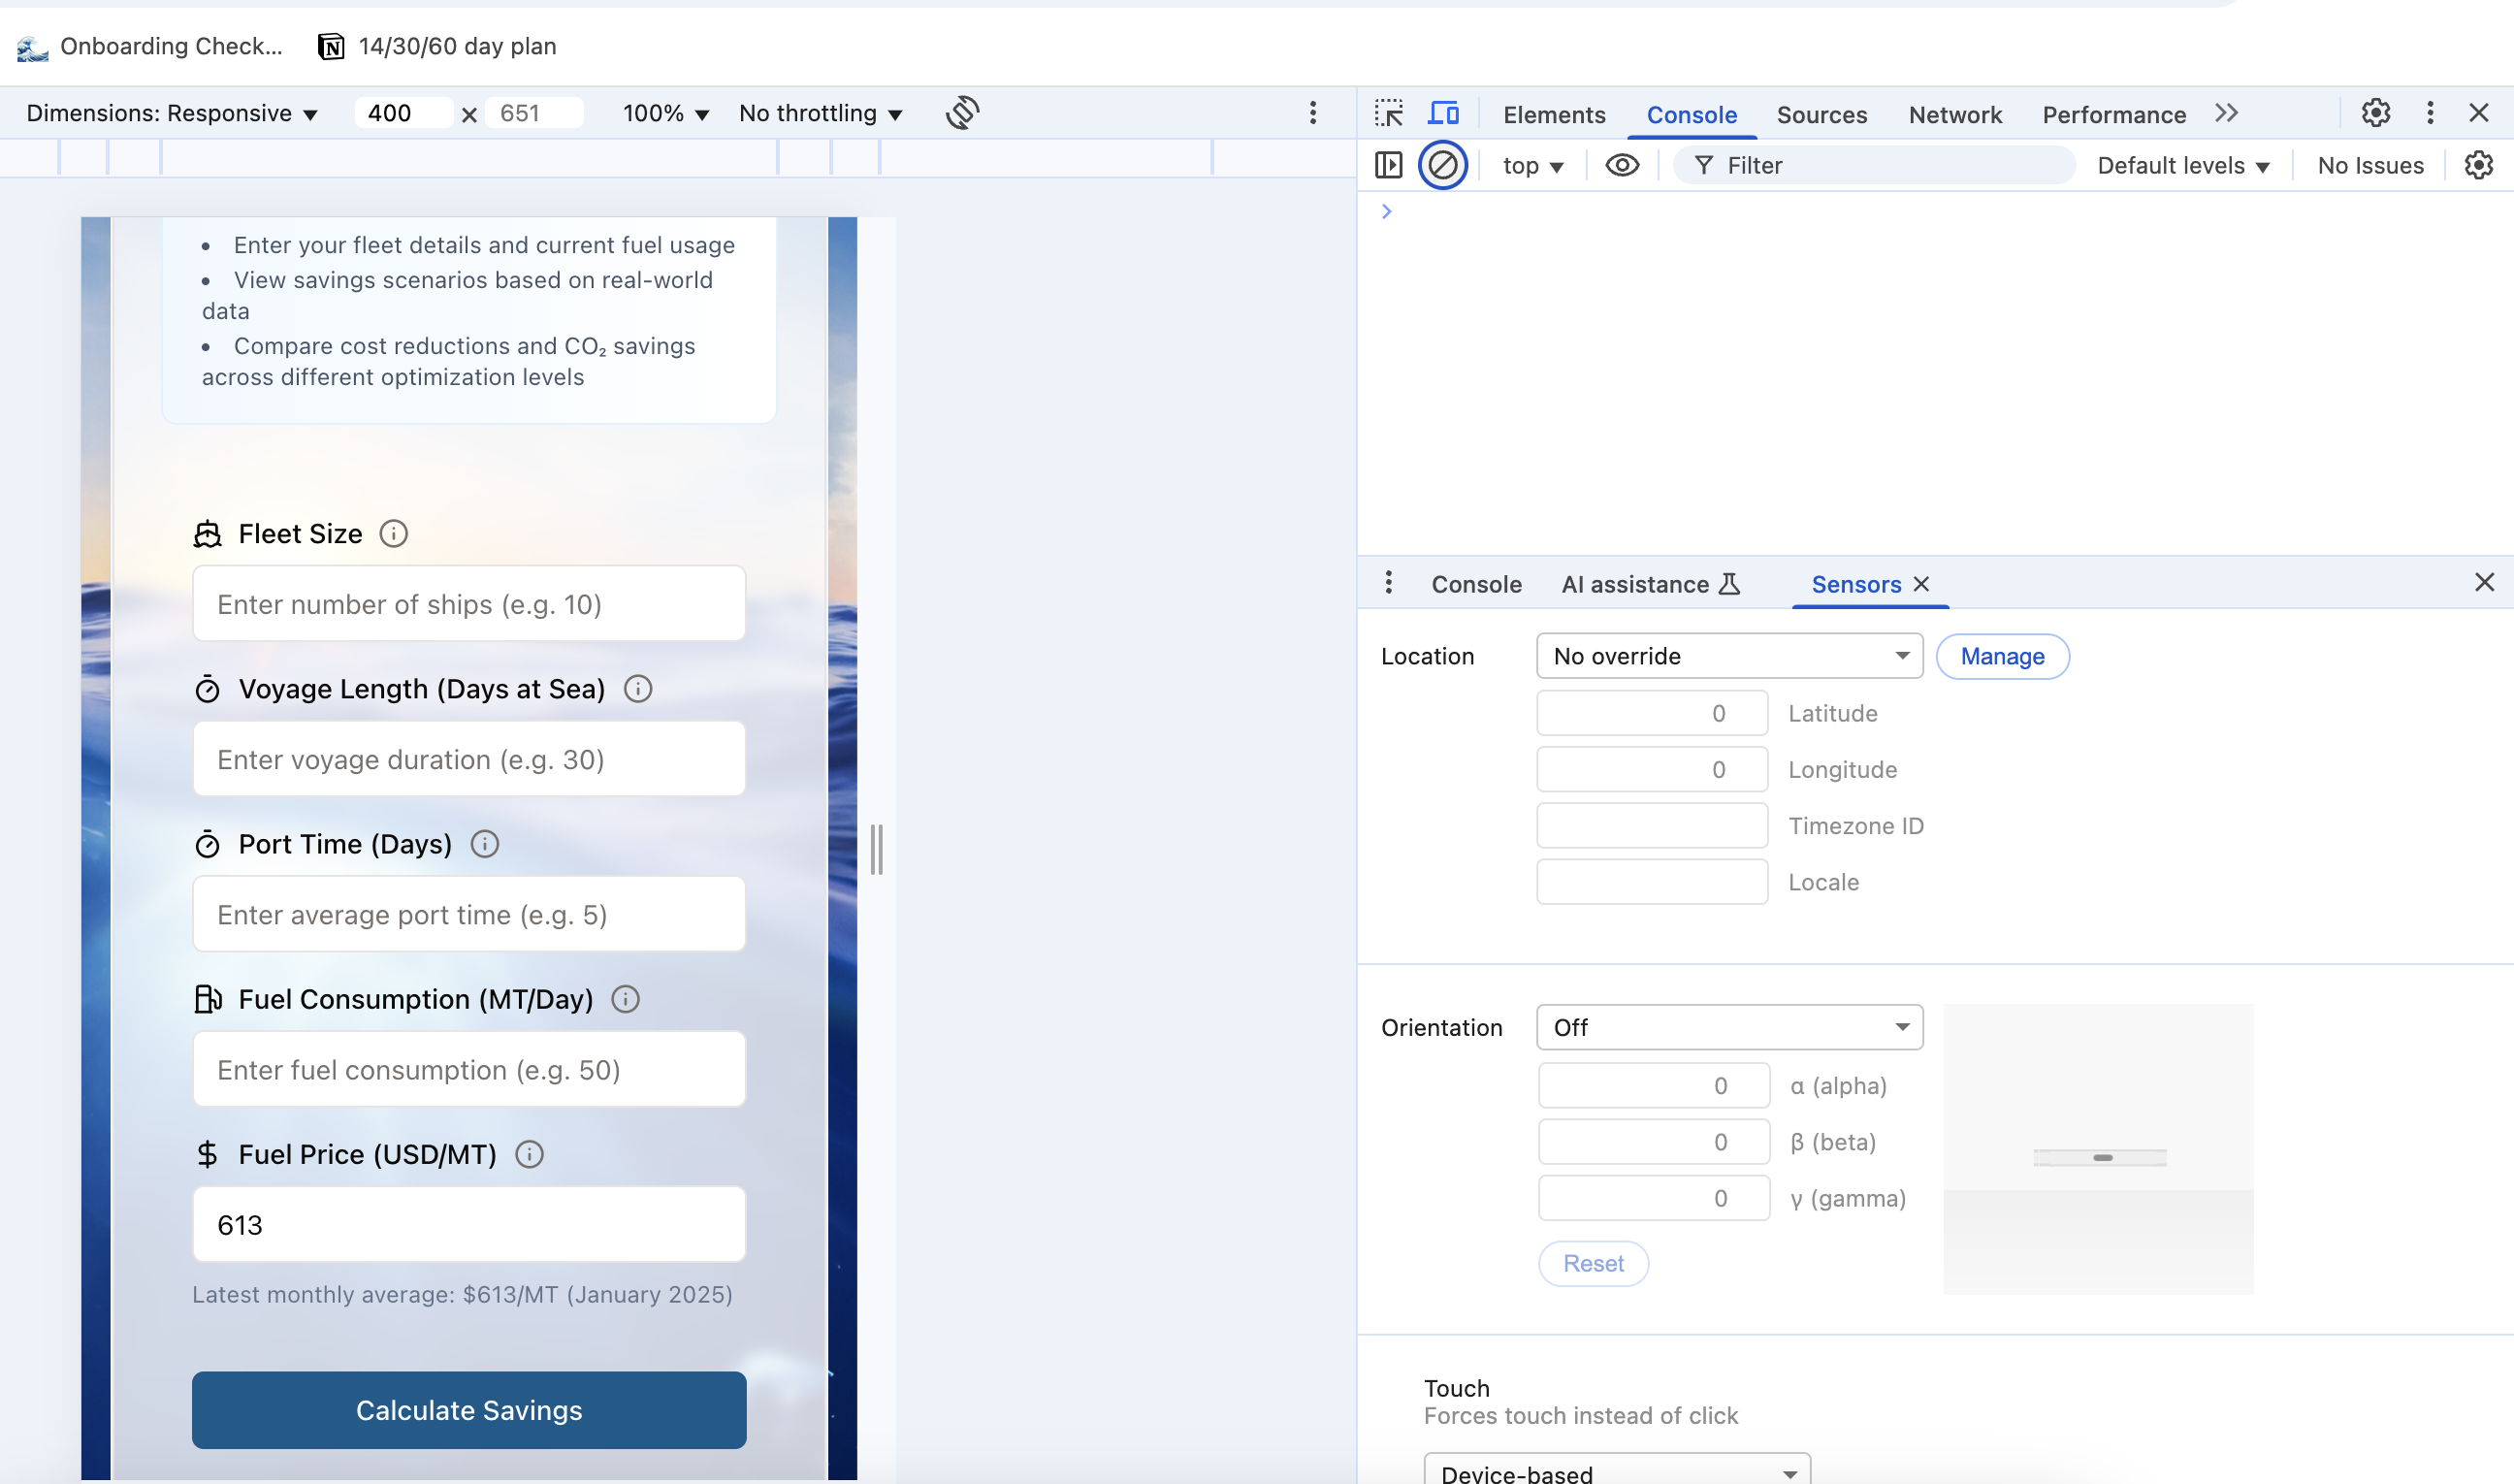 Onboarding Check...
14/30/60 day plan
Dimensions: Responsive
400 × 651
100%
No throttling
Elements
Console
Sources
Network
Performance
top
Filter
Default levels
No Issues
Enter your fleet details and current fuel usage
View savings scenarios based on real-world
data
Compare cost reductions and CO₂ savings
across different optimization levels
Fleet Size
Enter number of ships (e.g. 10)
Voyage Length (Days at Sea)
Enter voyage duration (e.g. 30)
Port Time (Days)
Enter average port time (e.g. 5)
Fuel Consumption (MT/Day)
Enter fuel consumption (e.g. 50)
$ Fuel Price (USD/MT)
613
Latest monthly average: $613/MT (January 2025)
Calculate Savings
Console
AI assistance
Sensors
Location
No override
Manage
0 Latitude
0 Longitude
Timezone ID
Locale
Orientation
Off
0 α (alpha)
0 β (beta)
0 γ (gamma)
Reset
Touch
Forces touch instead of click
Device-based